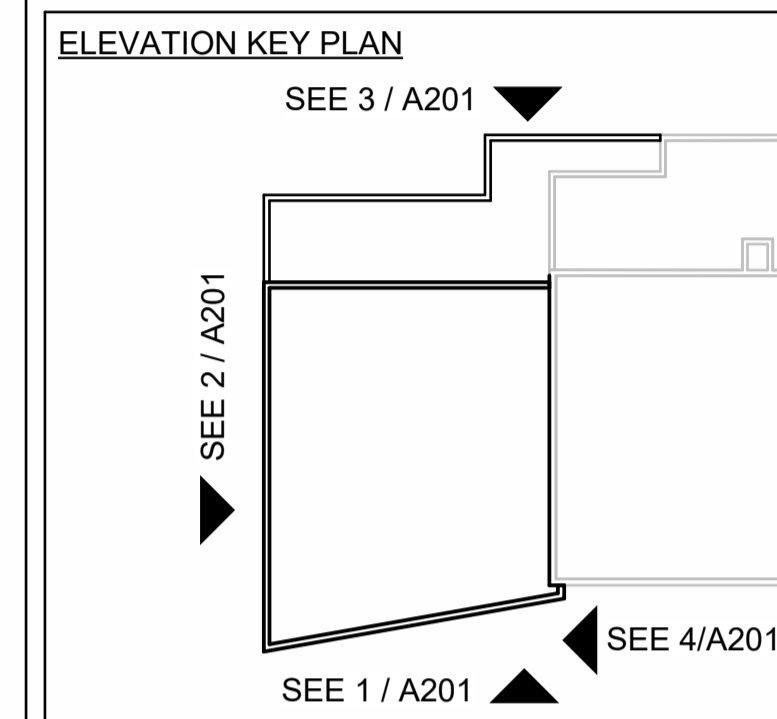 ELEVATION KEY PLAN
SEE 3 / A201
SEE 2 / A201
SEE 4/A201
SEE 1 / A201